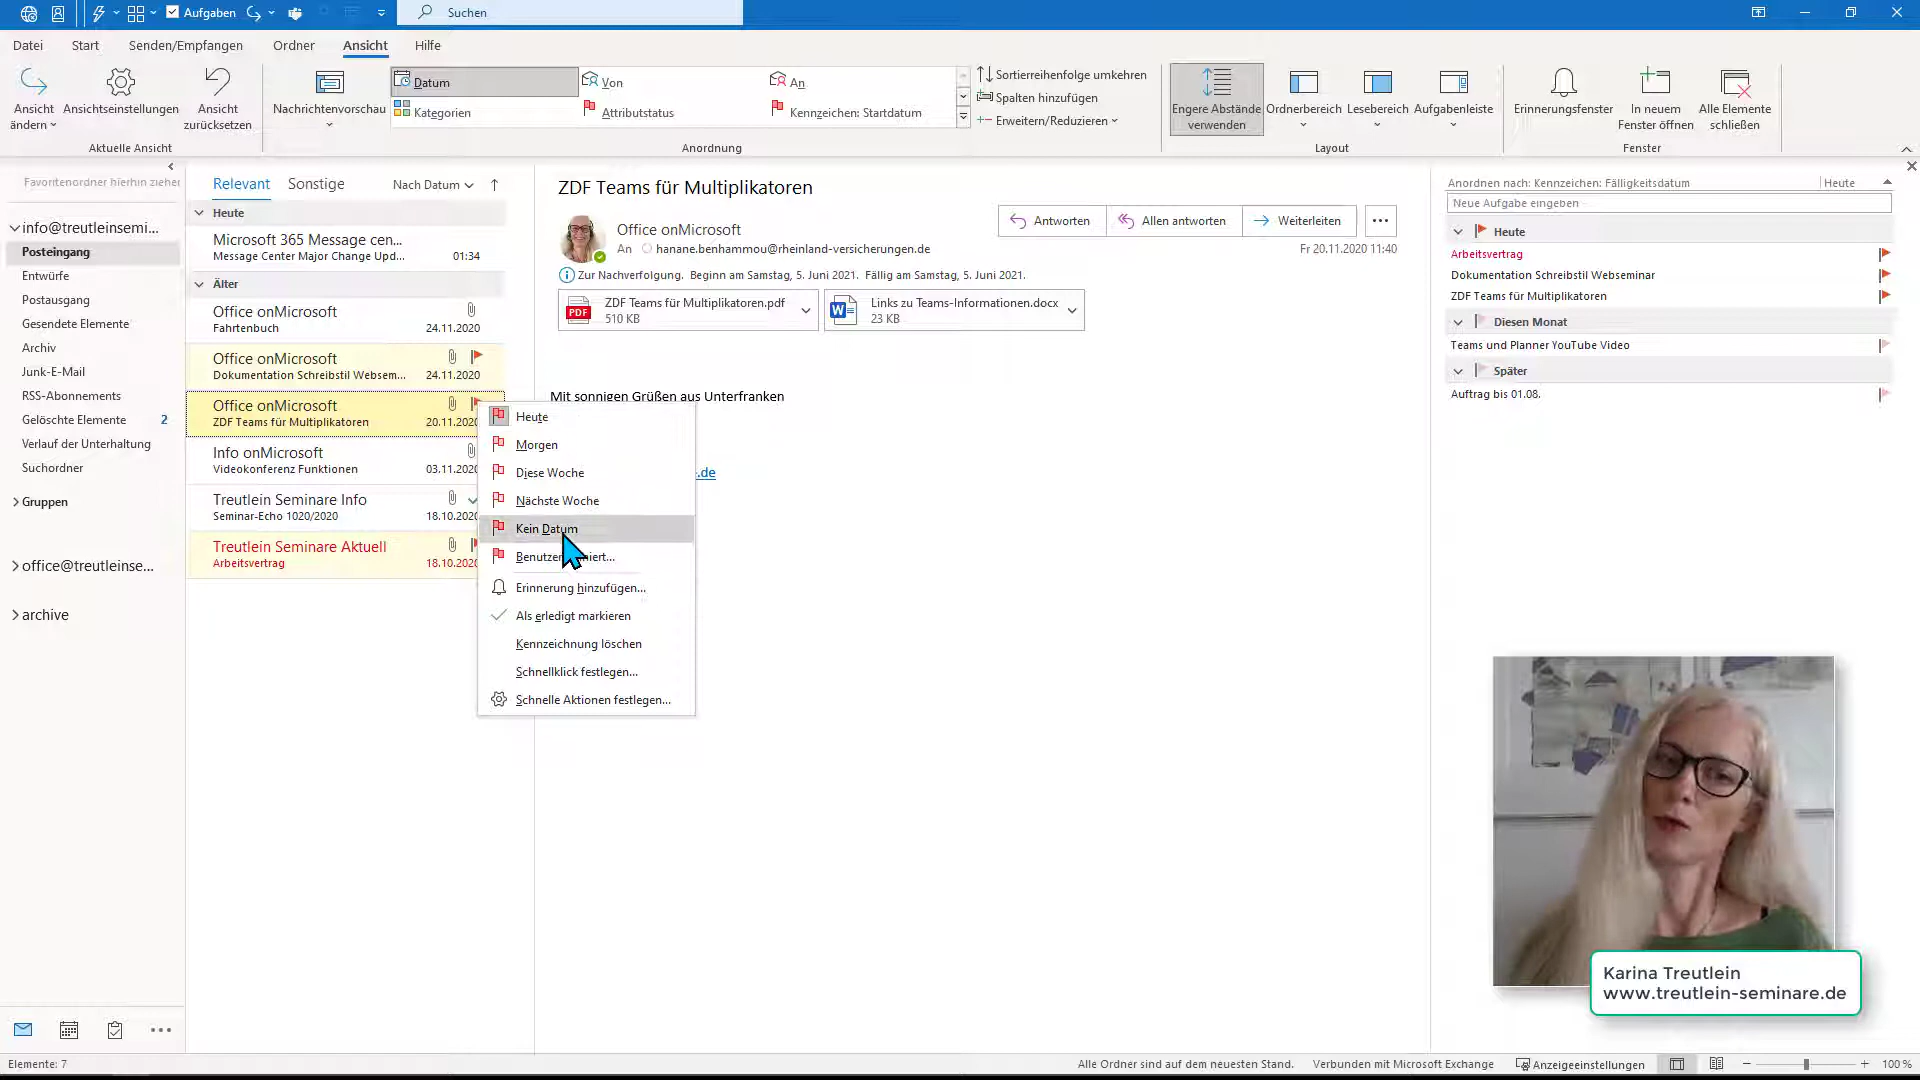 Aufgaben
Suchen
Datei
Start
Senden/Empfangen
Ordner
Ansicht
Hilfe
Ansicht
ändern
Ansichtseinstellungen
Ansicht
zurücksetzen
Aktuelle Ansicht
Nachrichtenvorschau
Datum
Von
An
Kategorien
Attributstatus
Kennzeichen: Startdatum
Sortierreihenfolge umkehren
Spalten hinzufügen
Erweitern/Reduzieren
Anordnung
Engere Abstände
verwenden
Ordnerbereich
Lesebereich
Aufgabenleiste
Layout
Erinnerungsfenster
In neuem
Fenster öffnen
Alle Elemente
schließen
Fenster
Favoritenordner hierhin ziehen
info@treutleinsemi...
Posteingang
Entwürfe
Postausgang
Gesendete Elemente
Archiv
Junk-E-Mail
RSS-Abonnements
Gelöschte Elemente 2
Verlauf der Unterhaltung
Suchordner
Gruppen
office@treutleinse...
archive
Relevant
Sonstige
Nach Datum
Heute
Microsoft 365 Message cen...
Message Center Major Change Upd... 01:34
Älter
Office onMicrosoft
Fahrtenbuch 24.11.2020
Office onMicrosoft
Dokumentation Schreibstil Websem... 24.11.2020
Office onMicrosoft
ZDF Teams für Multiplikatoren 20.11.2020
Info onMicrosoft
Videokonferenz Funktionen 03.11.2020
Treutlein Seminare Info
Seminar-Echo 1020/2020 18.10.2020
Treutlein Seminare Aktuell
Arbeitsvertrag 18.10.2020
Heute
Morgen
Diese Woche
Nächste Woche
Kein Datum
Erinnerung hinzufügen...
Als erledigt markieren
Kennzeichnung löschen
Schnellklick festlegen...
Schnelle Aktionen festlegen...
ZDF Teams für Multiplikatoren
Office onMicrosoft
An hanane.benhammou@rheinland-versicherungen.de
Antworten
Allen antworten
Weiterleiten
Fr 20.11.2020 11:40
Zur Nachverfolgung. Beginn am Samstag, 5. Juni 2021. Fällig am Samstag, 5. Juni 2021.
PDF
ZDF Teams für Multiplikatoren.pdf
510 KB
Links zu Teams-Informationen.docx
23 KB
Mit sonnigen Grüßen aus Unterfranken
.de
Anordnen nach: Kennzeichen: Fälligkeitsdatum Heute
Neue Aufgabe eingeben
Heute
Arbeitsvertrag
Dokumentation Schreibstil Webseminar
ZDF Teams für Multiplikatoren
Diesen Monat
Teams und Planner YouTube Video
Später
Auftrag bis 01.08.
Karina Treutlein
www.treutlein-seminare.de
Elemente: 7
Alle Ordner sind auf dem neuesten Stand.
Verbunden mit Microsoft Exchange
Anzeigeeinstellungen
100 %